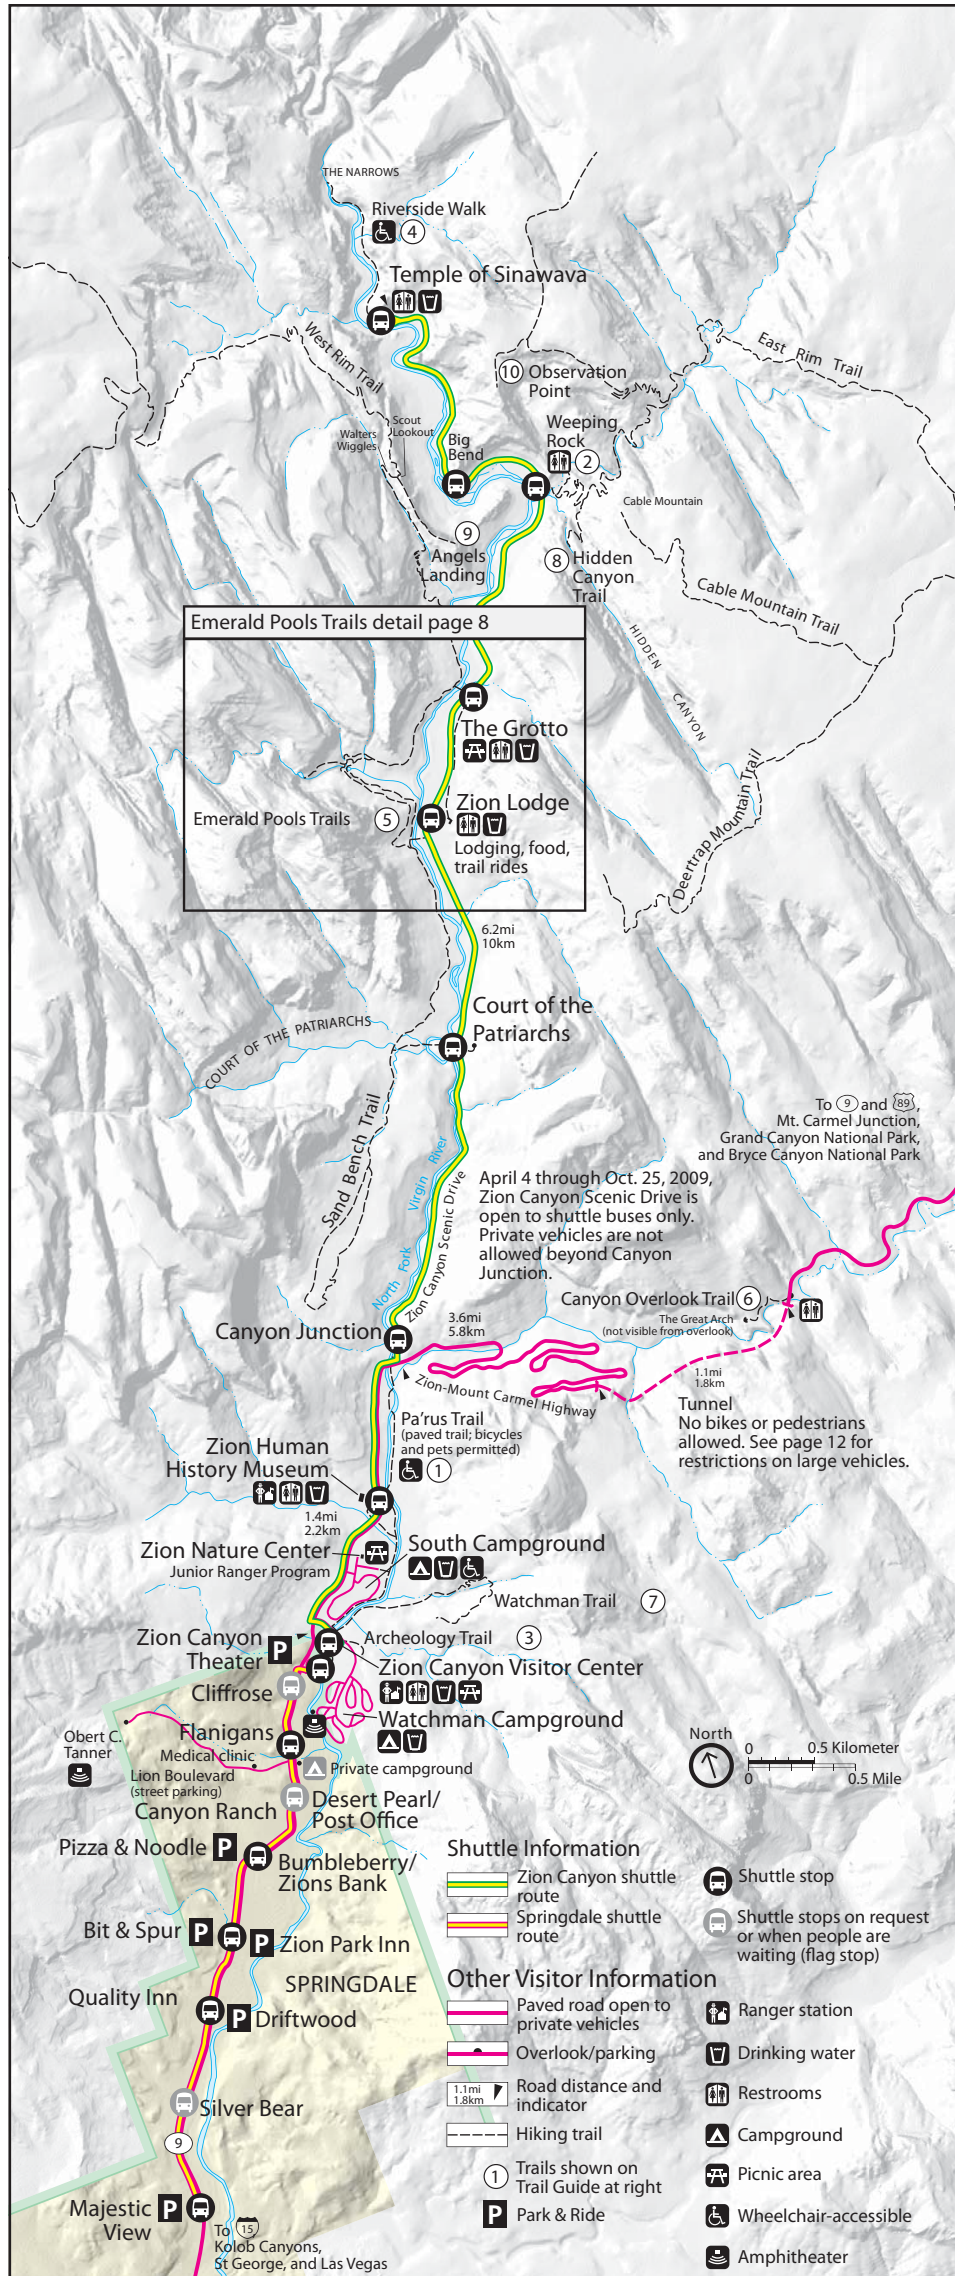 THE NARROWS
Riverside Walk
4
Temple of Sinawava
West Rim Trail
10 Observation
Point
East Rim Trail
Scout
Lookout
Walters
Wiggles
Big
Bend
Weeping
Rock
2
Cable Mountain
9
Angels
Landing
8 Hidden
Canyon
Trail
Cable Mountain Trail
Emerald Pools Trails detail page 8
HIDDEN CANYON
The Grotto
Deertrap Mountain Trail
Zion Lodge
Emerald Pools Trails 5
Lodging, food,
trail rides
6.2mi
10km
Court of the
Patriarchs
COURT OF THE PATRIARCHS
To 9 and 89,
Mt. Carmel Junction,
Grand Canyon National Park,
and Bryce Canyon National Park
Sand Bench Trail
North Fork Virgin River
Zion Canyon Scenic Drive
April 4 through Oct. 25, 2009,
Zion Canyon Scenic Drive is
open to shuttle buses only.
Private vehicles are not
allowed beyond Canyon
Junction.
Canyon Overlook Trail 6
The Great Arch
(not visible from overlook)
Canyon Junction
3.6mi
5.8km
Zion-Mount Carmel Highway
1.1mi
1.8km
Tunnel
No bikes or pedestrians
allowed. See page 12 for
restrictions on large vehicles.
Pa'rus Trail
(paved trail; bicycles
and pets permitted)
1
Zion Human
History Museum
1.4mi
2.2km
Zion Nature Center
Junior Ranger Program
South Campground
Watchman Trail 7
Archeology Trail 3
Zion Canyon
Theater
P
Zion Canyon Visitor Center
Cliffrose
Watchman Campground
Flanigans
Obert C.
Tanner
Medical clinic
Lion Boulevard
(street parking)
Private campground
Canyon Ranch
Desert Pearl/
Post Office
Pizza & Noodle P
Bumbleberry/
Zions Bank
Bit & Spur P
P Zion Park Inn
SPRINGDALE
Quality Inn
P Driftwood
Silver Bear
9
Majestic
View
P
To 15,
Kolob Canyons,
St George, and Las Vegas
North
0 0.5 Kilometer
0 0.5 Mile
Shuttle Information
Zion Canyon shuttle
route
Springdale shuttle
route
Shuttle stop
Shuttle stops on request
or when people are
waiting (flag stop)
Other Visitor Information
Paved road open to
private vehicles
Overlook/parking
1.1mi
1.8km
Road distance and
indicator
Hiking trail
1 Trails shown on
Trail Guide at right
P Park & Ride
Ranger station
Drinking water
Restrooms
Campground
Picnic area
Wheelchair-accessible
Amphitheater